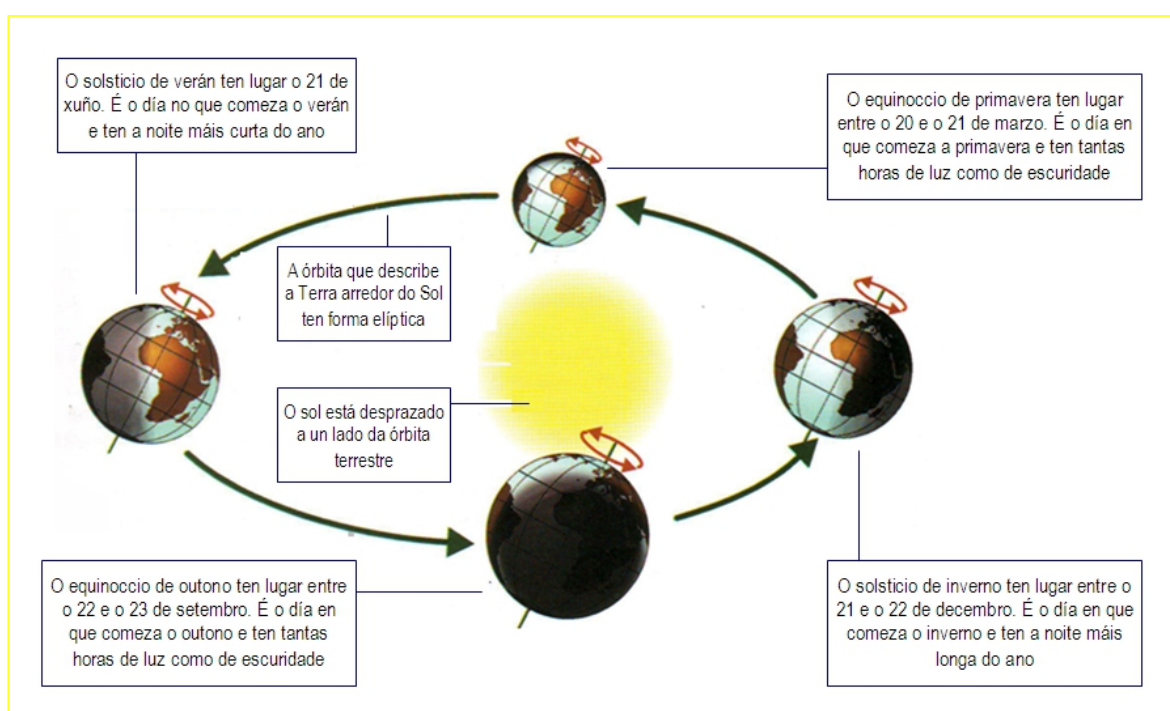 O solsticio de verán ten lugar o 21 de
xuño. É o día no que comeza o verán
e ten a noite máis curta do ano
O equinoccio de primavera ten lugar
entre o 20 e o 21 de marzo. É o día en
que comeza a primavera e ten tantas
horas de luz como de escuridade
A órbita que describe
a Terra arredor do Sol
ten forma elíptica
O sol está desprazado
a un lado da órbita
terrestre
O equinoccio de outono ten lugar entre
o 22 e o 23 de setembro. É o día en
que comeza o outono e ten tantas
horas de luz como de escuridade
O solsticio de inverno ten lugar entre o
21 e o 22 de decembro. É o día en que
comeza o inverno e ten a noite máis
longa do ano